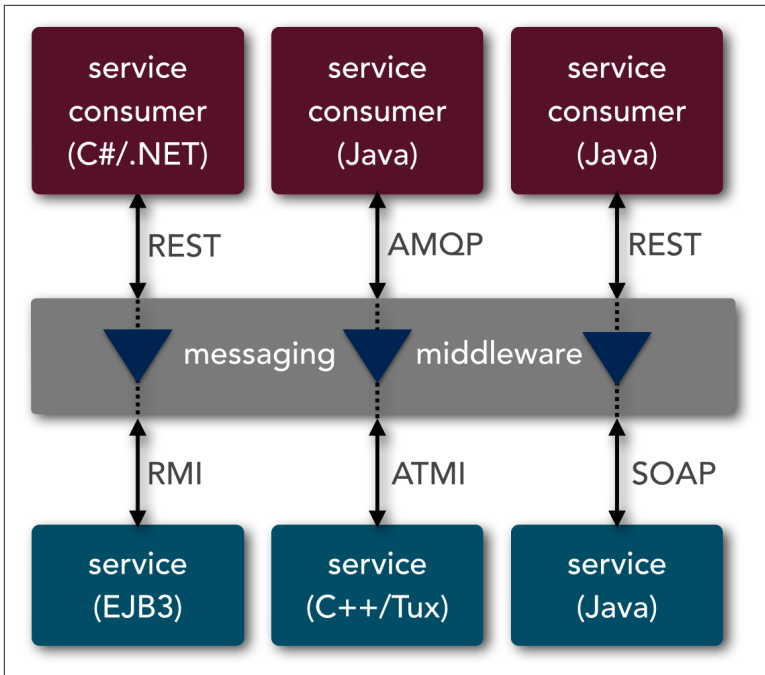 service
consumer
(C#/.NET)
service
consumer
(Java)
service
consumer
(Java)
REST
AMQP
REST
messaging
middleware
RMI
ATMI
SOAP
service
(EJB3)
service
(C++/Tux)
service
(Java)